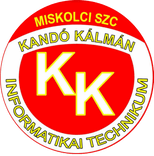 MISKOLCI SZC
KANDÓ KÁLMÁN
KK
INFORMATIKAI TECHNIKUM